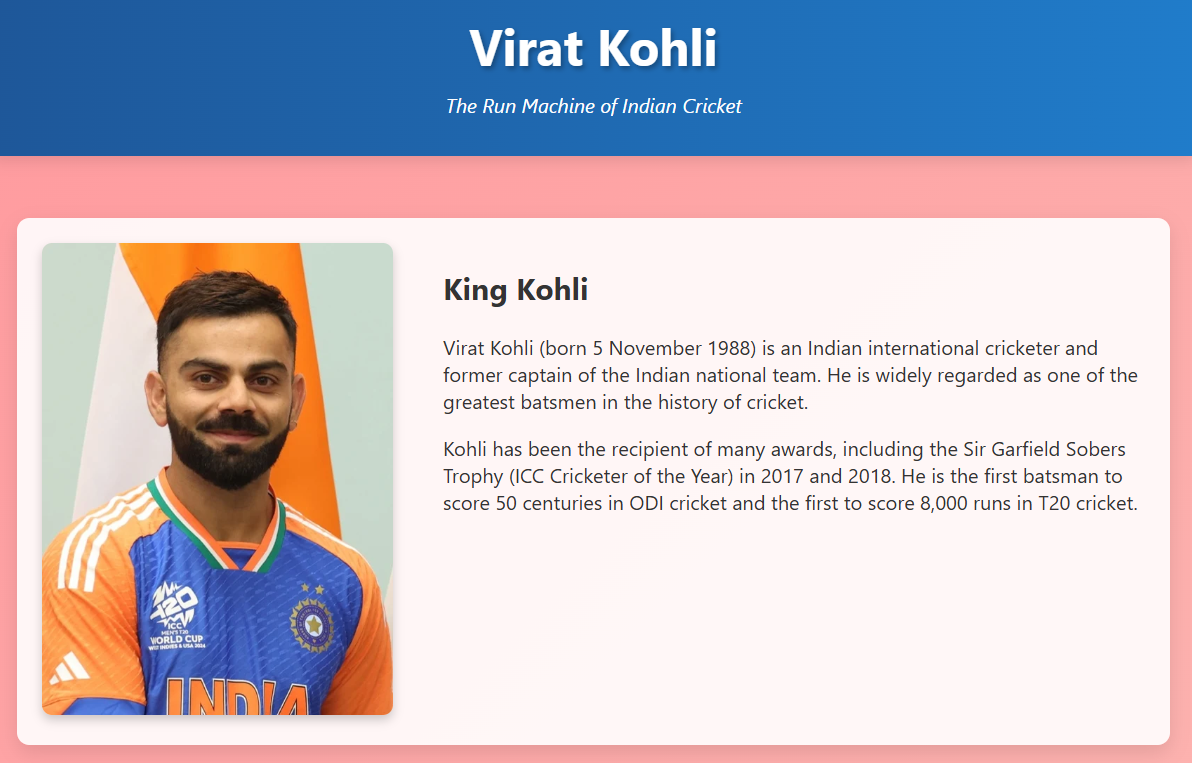 Virat Kohli
The Run Machine of Indian Cricket
King Kohli
Virat Kohli (born 5 November 1988) is an Indian international cricketer and
former captain of the Indian national team. He is widely regarded as one of the
greatest batsmen in the history of cricket.
Kohli has been the recipient of many awards, including the Sir Garfield Sobers
Trophy (ICC Cricketer of the Year) in 2017 and 2018. He is the first batsman to
score 50 centuries in ODI cricket and the first to score 8,000 runs in T20 cricket.
T20
ICC
MEN'S T20
WORLD CUP
WEST INDIES & USA 2024
INDIA